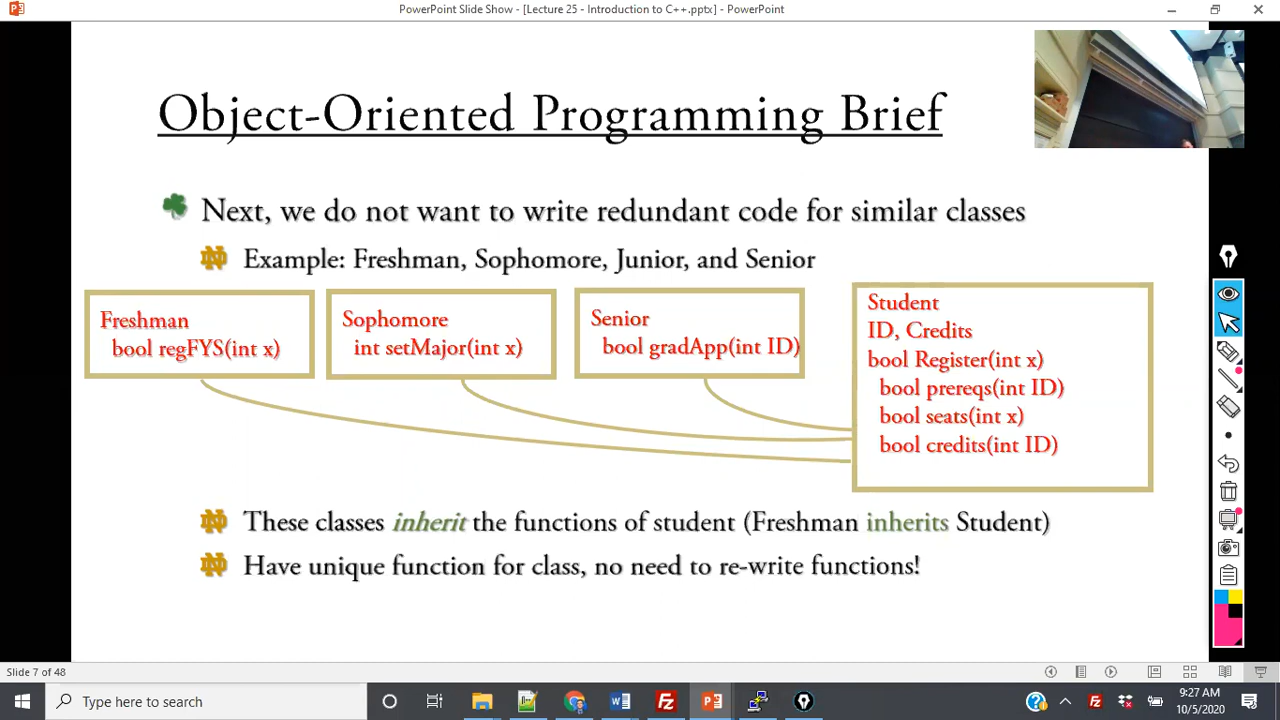 PowerPoint Slide Show - [Lecture 25 - Introduction to C++.pptx] - PowerPoint
Object-Oriented Programming Brief
Next, we do not want to write redundant code for similar classes
Example: Freshman, Sophomore, Junior, and Senior
Freshman
bool regFYS(int x)
Sophomore
int setMajor(int x)
Senior
bool gradApp(int ID)
Student
ID, Credits
bool Register(int x)
bool prereqs(int ID)
bool seats(int x)
bool credits(int ID)
These classes inherit the functions of student (Freshman inherits Student)
Have unique function for class, no need to re-write functions!
Slide 7 of 48
Type here to search
9:27 AM
10/5/2020